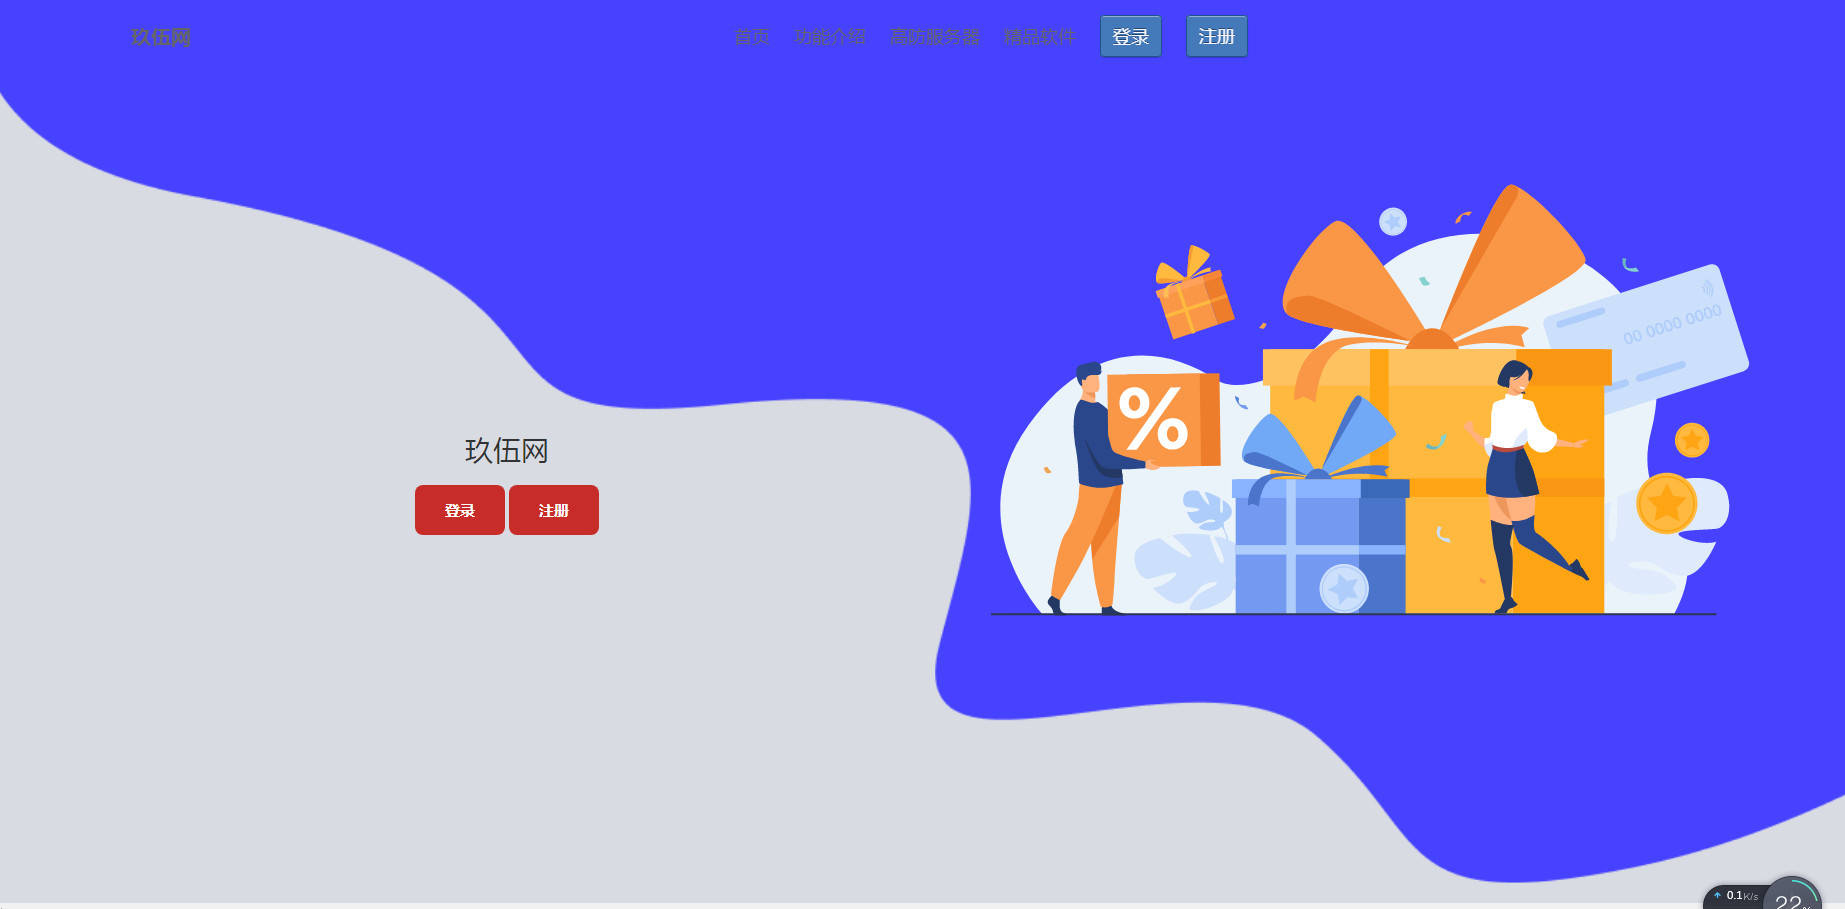 玖伍网 首页 功能介绍 高防服务器 精品软件 登录 注册
00 0000 0000
%
玖伍网
登录 注册
0.1K/s
22%